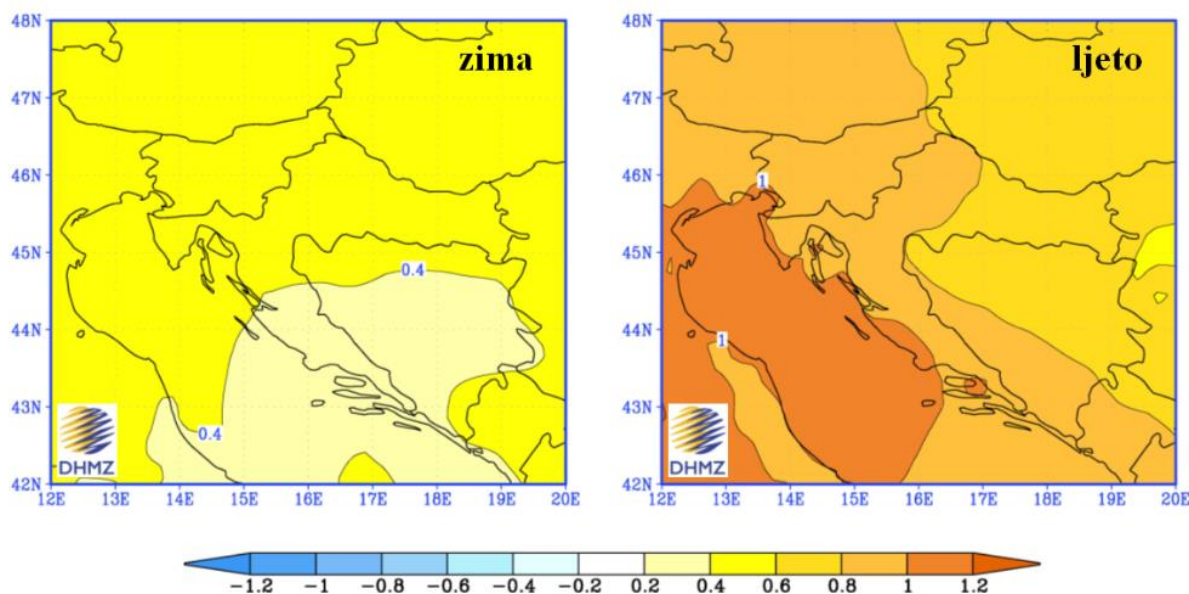 zima
48N
47N
46N
45N
44N
43N
42N
12E 13E 14E 15E 16E 17E 18E 19E 20E
0.4
0.4
DHMZ
ljeto
48N
47N
46N
45N
44N
43N
42N
12E 13E 14E 15E 16E 17E 18E 19E 20E
1
1
DHMZ
-1.2 -1 -0.8 -0.6 -0.4 -0.2 0.2 0.4 0.6 0.8 1 1.2